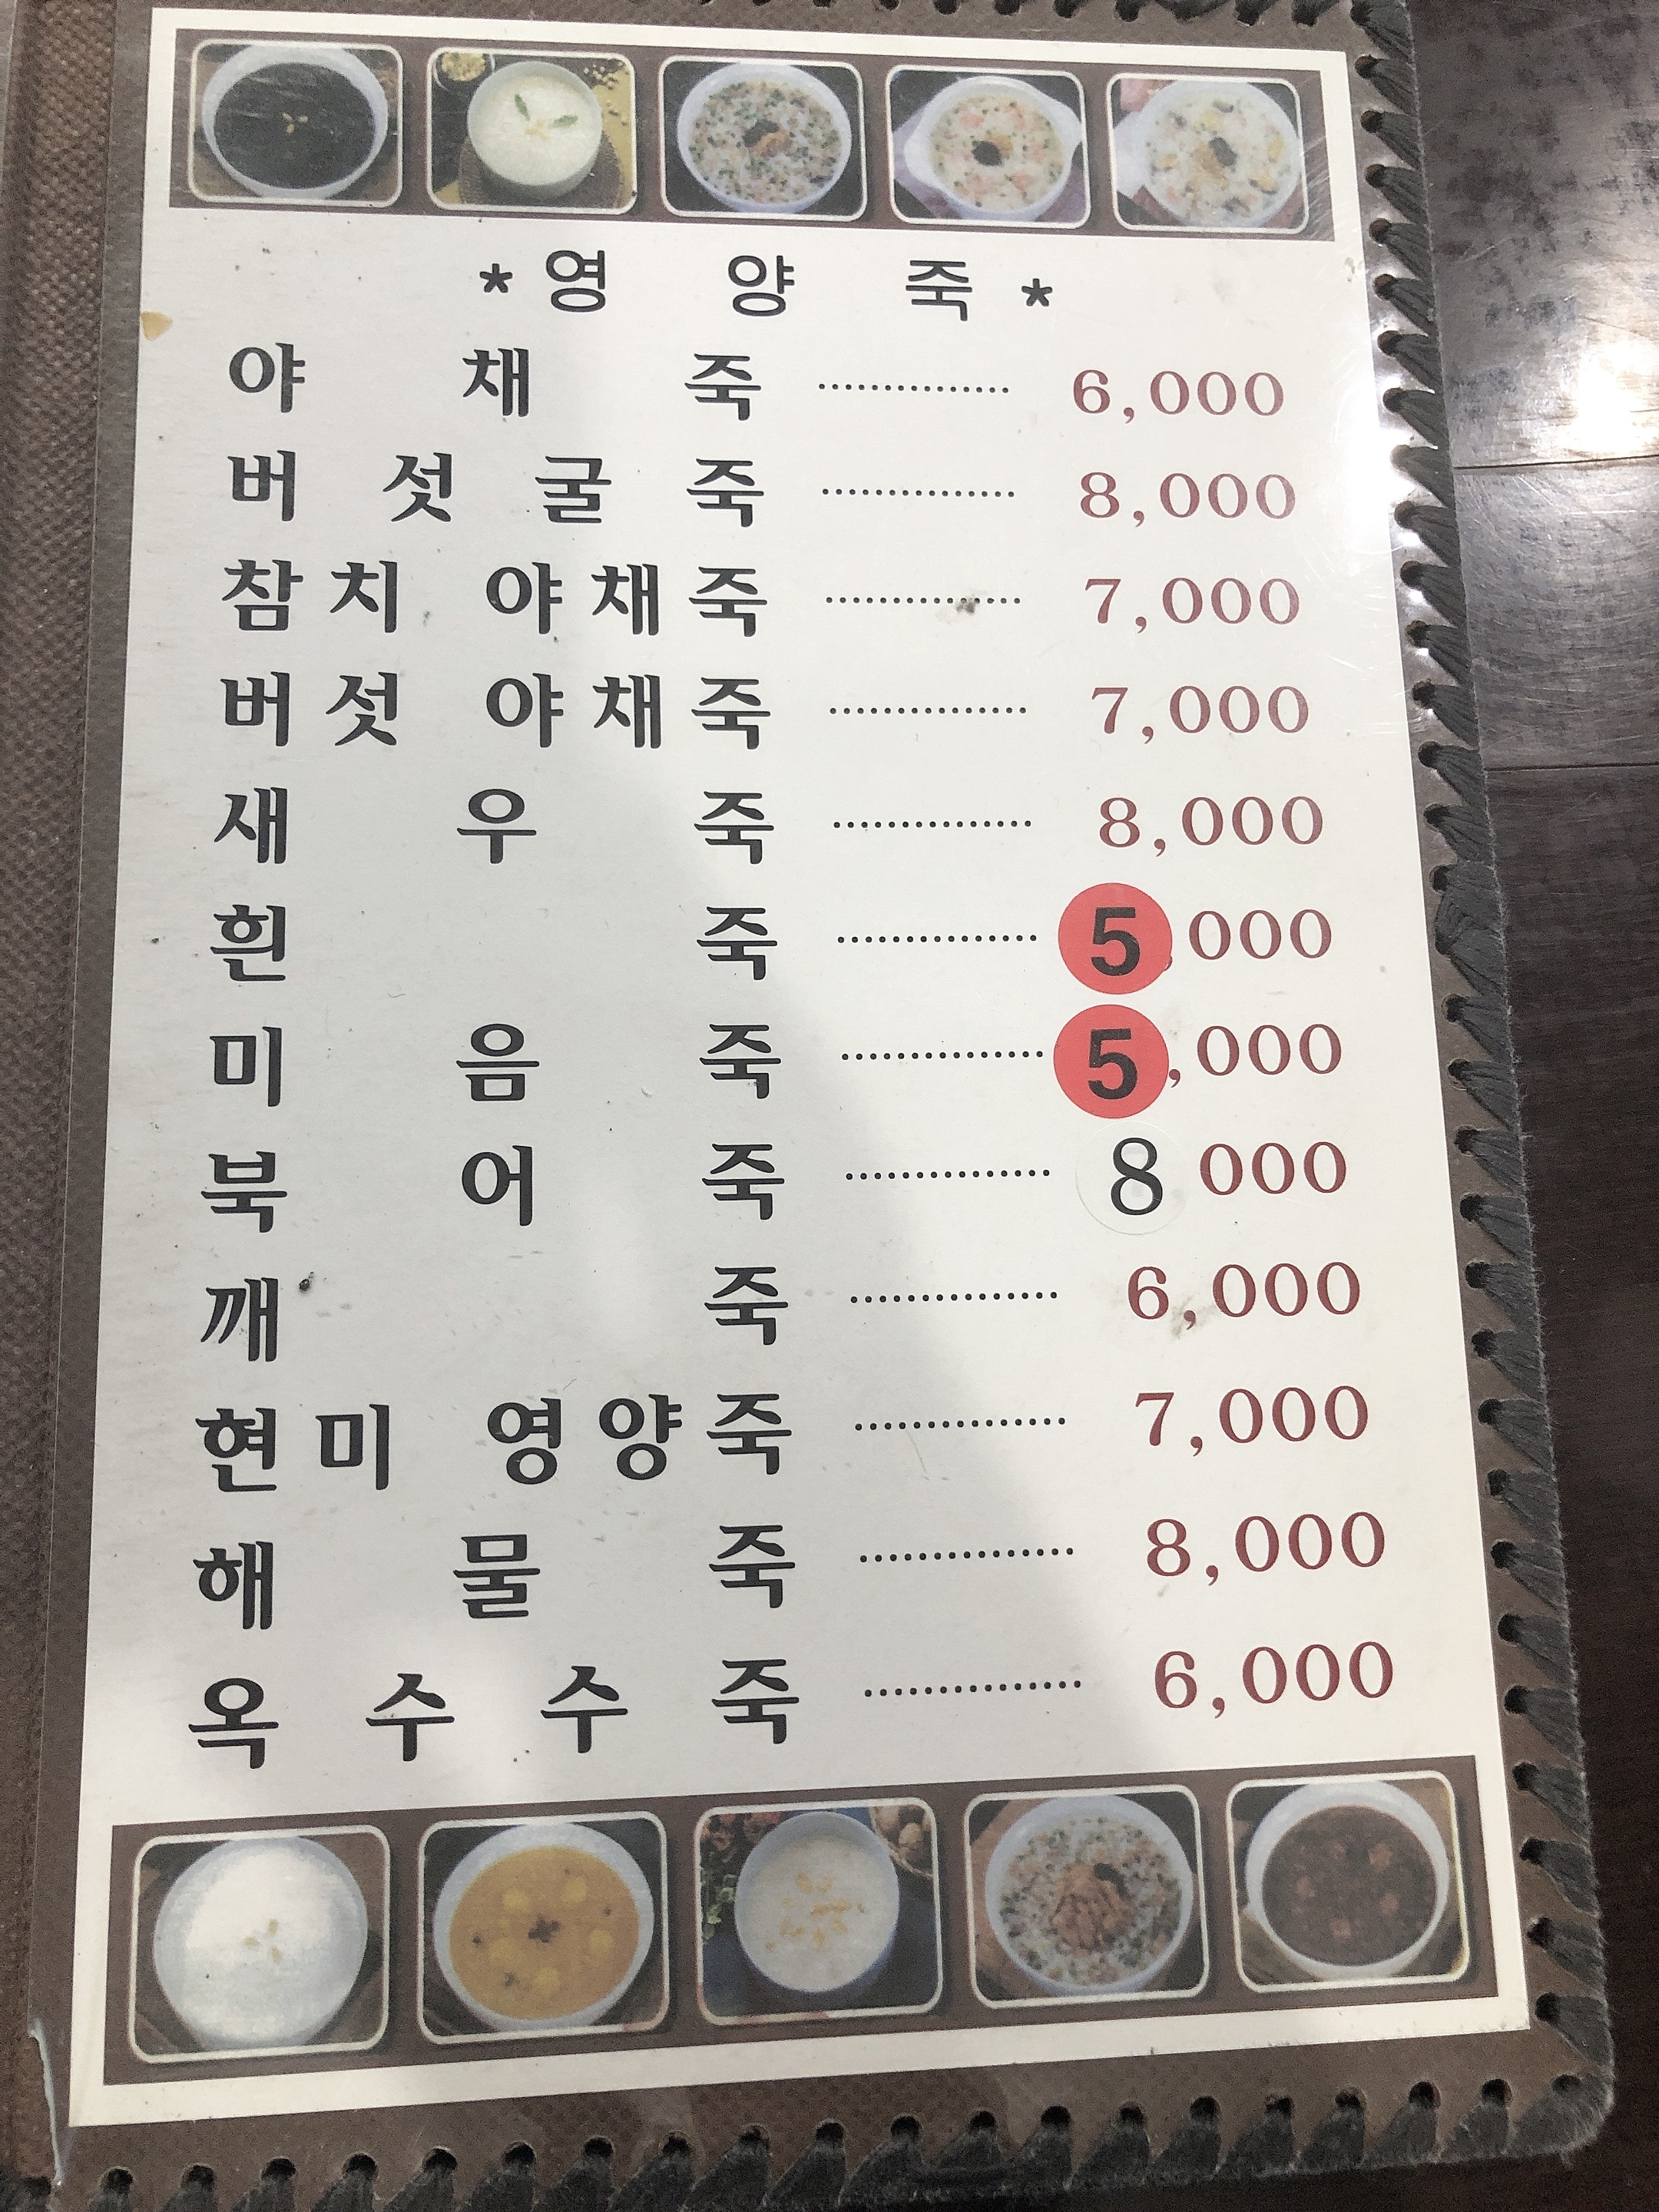 *영 양 죽*
야 채 죽 ··············· 6,000
버 섯 굴 죽 ··············· 8,000
참치 야채죽 ··············· 7,000
버섯 야채죽 ··············· 7,000
새 우 죽 ··············· 8,000
흰 죽 ··············· 5,000
미 음 죽 ··············· 5,000
북 어 죽 ··············· 8 000
깨 죽 ··············· 6,000
현미 영양죽 ··············· 7,000
해 물 죽 ··············· 8,000
옥 수 수 죽 ··············· 6,000